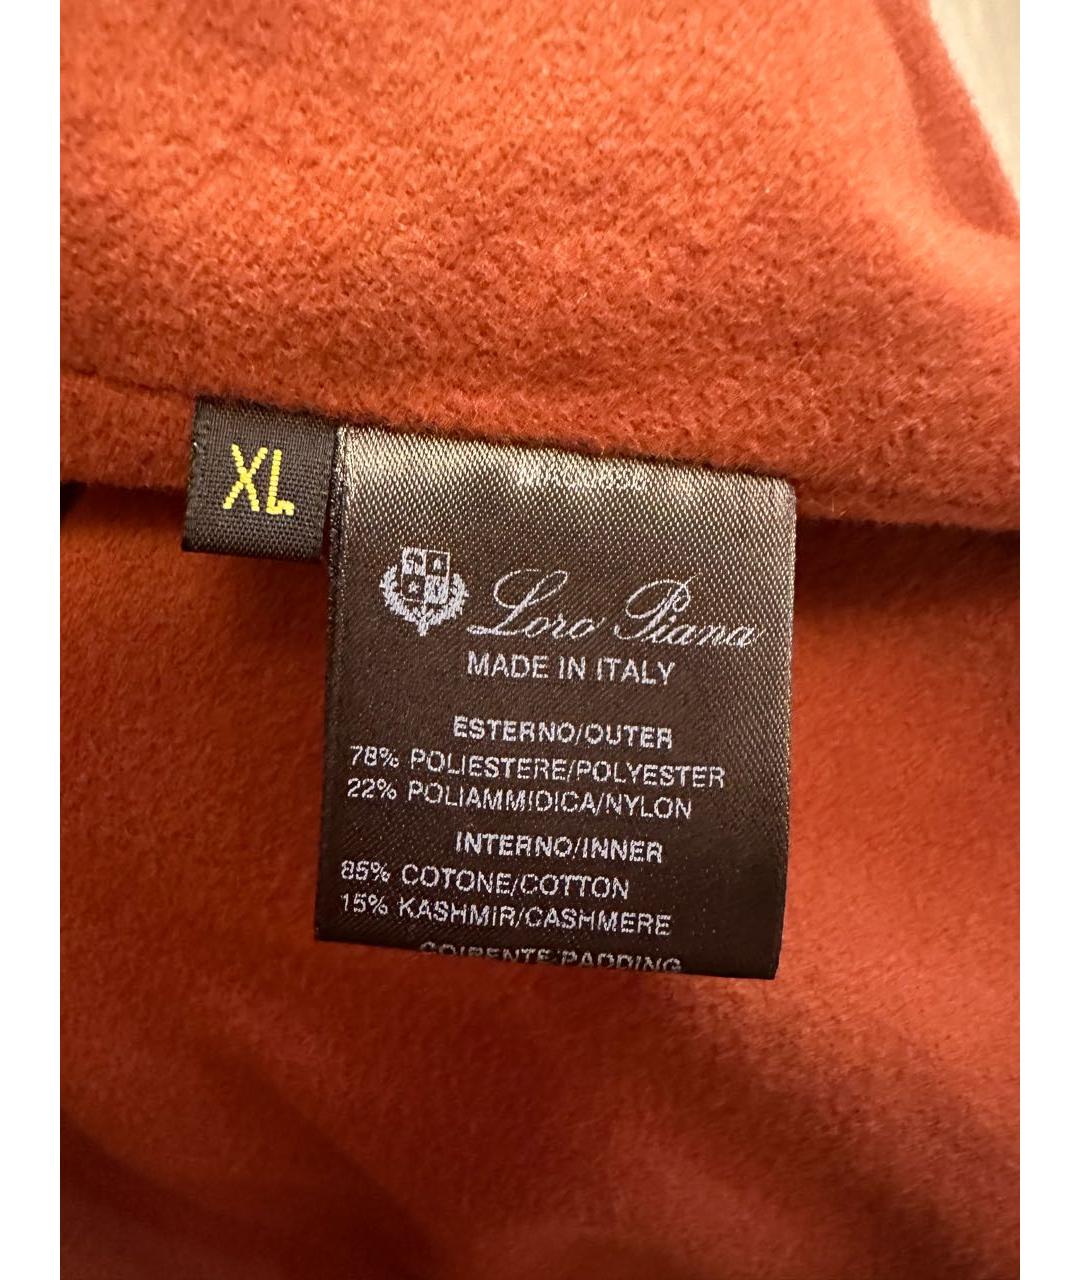 XL
Loro Piana
MADE IN ITALY
ESTERNO/OUTER
78% POLIESTERE/POLYESTER
22% POLIAMMIDICA/NYLON
INTERNO/INNER
85% COTONE/COTTON
15% KASHMIR/CASHMERE
/PADDING